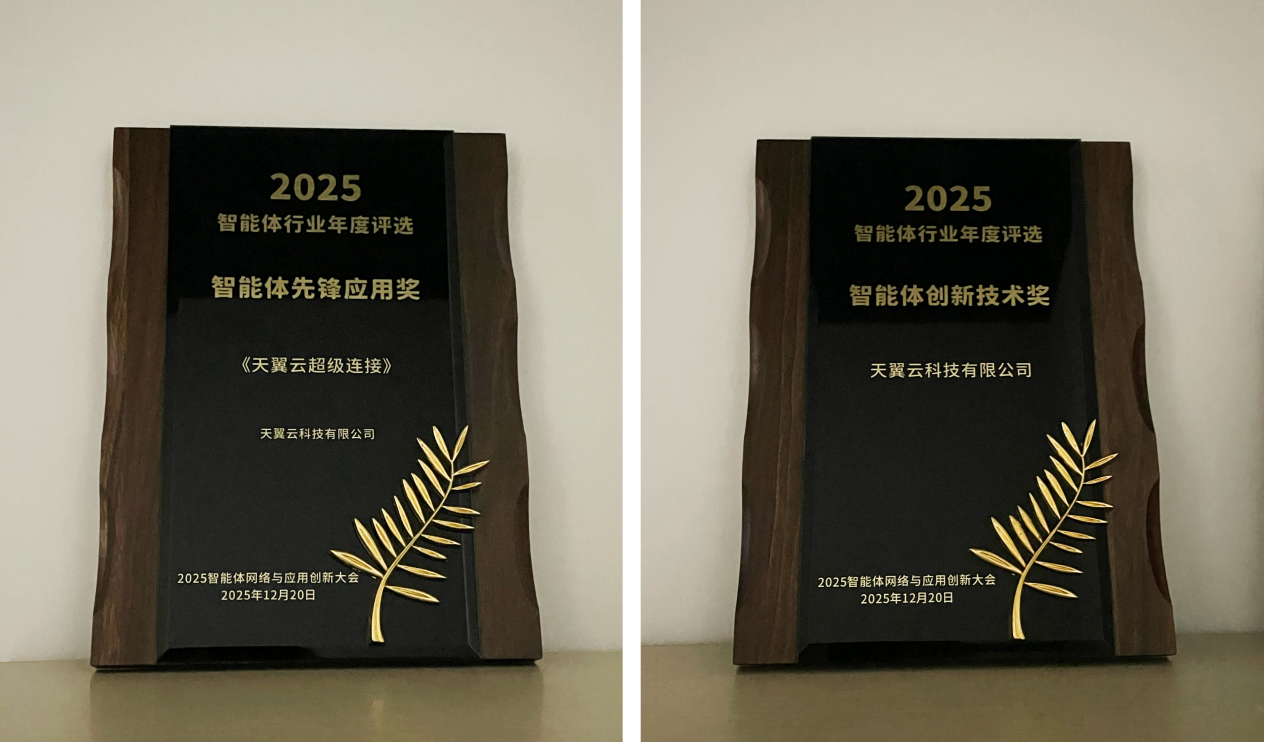 2025
智能体行业年度评选
智能体先锋应用奖
《天翼云超级连接》
天翼云科技有限公司
2025智能体网络与应用创新大会
2025年12月20日
2025
智能体行业年度评选
智能体创新技术奖
天翼云科技有限公司
2025智能体网络与应用创新大会
2025年12月20日